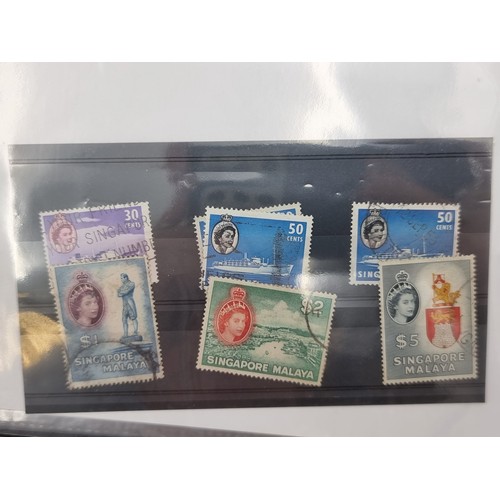 30
CENTS
SINGAPORE
50
CENTS
50
CENTS
SING
$1
SINGAPORE
MALAYA
$2
SINGAPORE MALAYA
$5
SINGAPORE
MALAYA